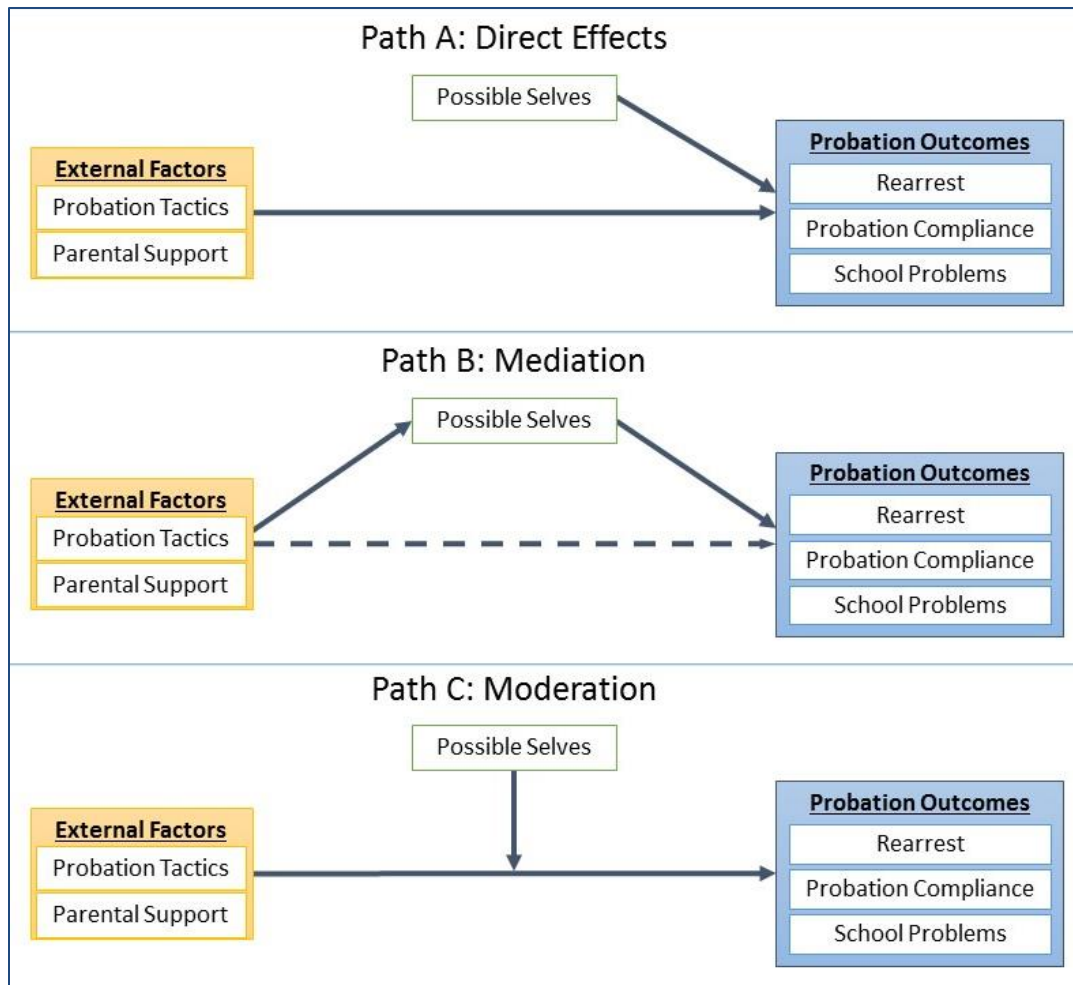 Path A: Direct Effects
Possible Selves
External Factors
Probation Tactics
Parental Support
Probation Outcomes
Rearrest
Probation Compliance
School Problems
Path B: Mediation
Possible Selves
External Factors
Probation Tactics
Parental Support
Probation Outcomes
Rearrest
Probation Compliance
School Problems
Path C: Moderation
Possible Selves
External Factors
Probation Tactics
Parental Support
Probation Outcomes
Rearrest
Probation Compliance
School Problems